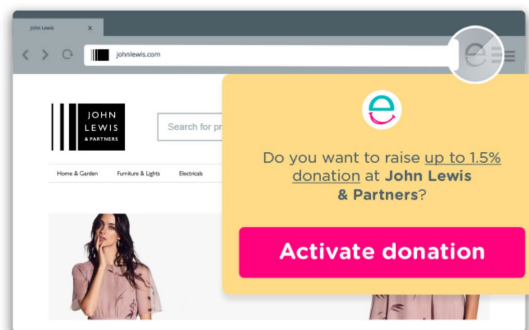 John Lewis
X
johnlewis.com
e
JOHN
LEWIS
& PARTNERS
Search for pr
Home & Garden Furniture & Lights Electricals
e
Do you want to raise up to 1.5%
donation at John Lewis
& Partners?
Activate donation